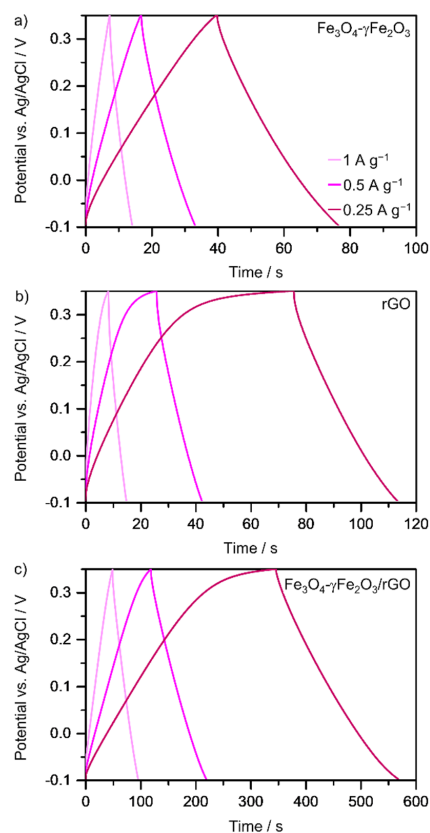 a)
Fe₃O₄-γFe₂O₃
Potential vs. Ag/AgCl / V
0.3
0.2
0.1
0.0
-0.1
1 A g⁻¹
0.5 A g⁻¹
0.25 A g⁻¹
0 20 40 60 80 100
Time / s
b)
rGO
Potential vs. Ag/AgCl / V
0.3
0.2
0.1
0.0
-0.1
0 20 40 60 80 100 120
Time / s
c)
Fe₃O₄-γFe₂O₃/rGO
Potential vs. Ag/AgCl / V
0.3
0.2
0.1
0.0
-0.1
0 100 200 300 400 500 600
Time / s